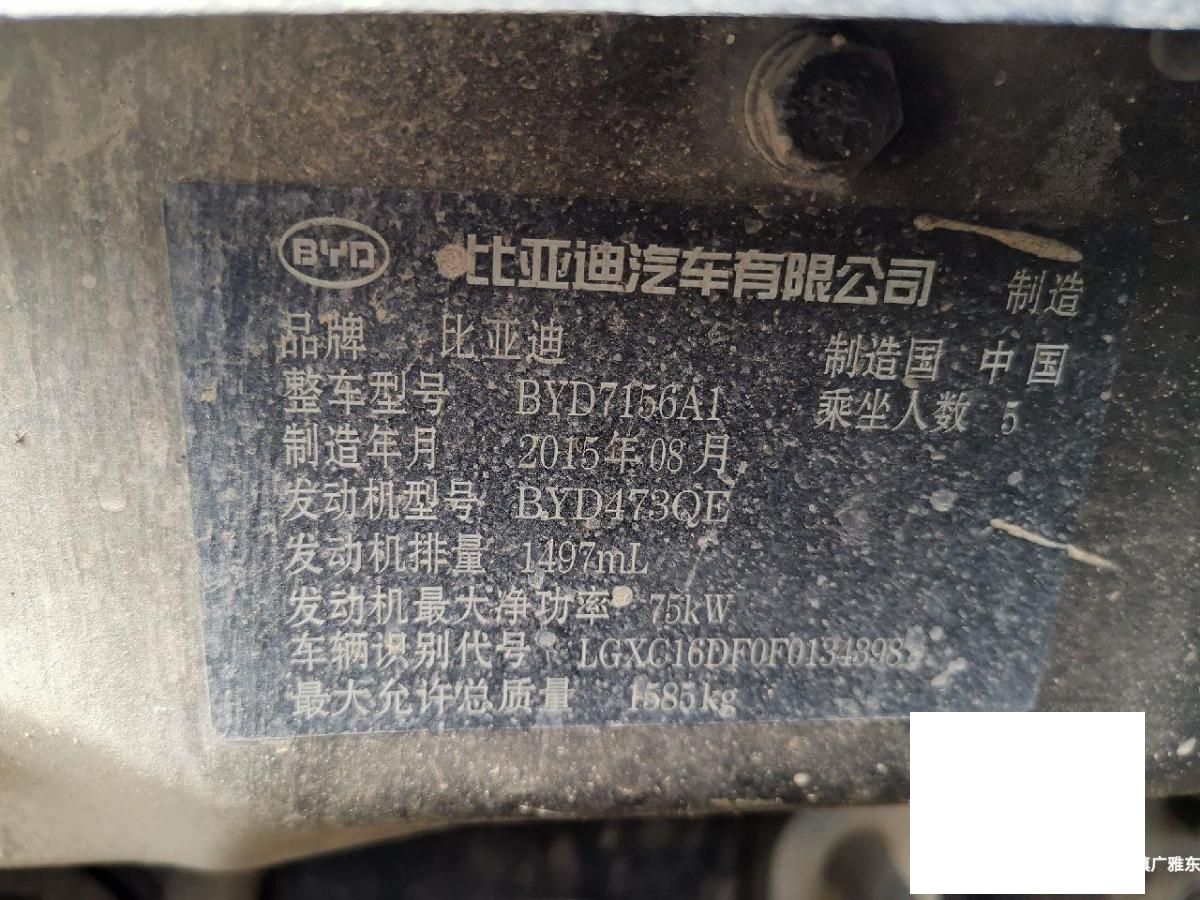 BYD 比亚迪汽车有限公司 制造
品牌 比亚迪 制造国 中国
整车型号 BYD7156A1 乘坐人数 5
制造年月 2015年08月
发动机型号 BYD473QE
发动机排量 1497mL
发动机最大净功率 75kW
车辆识别代号
最大允许总质量 1585kg
广雅东